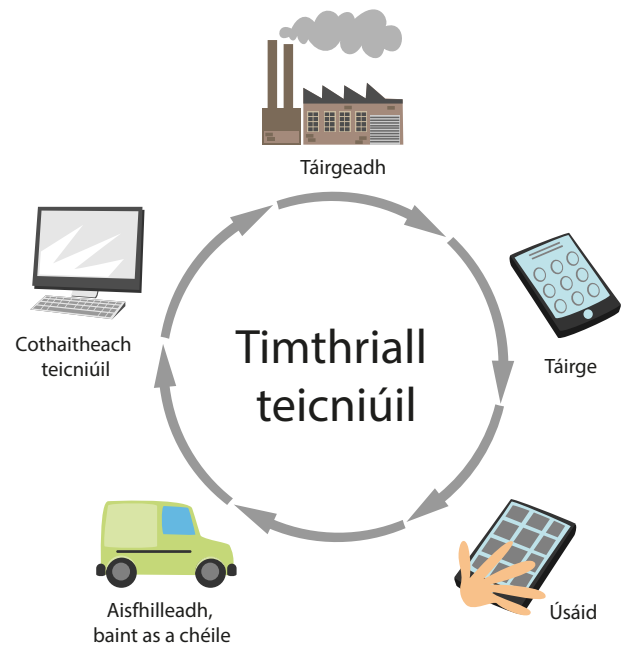 Táirgeadh
Táirge
Úsáid
Aisfhilleadh,
baint as a chéile
Cothaitheach
teicniúil
Timthriall
teicniúil